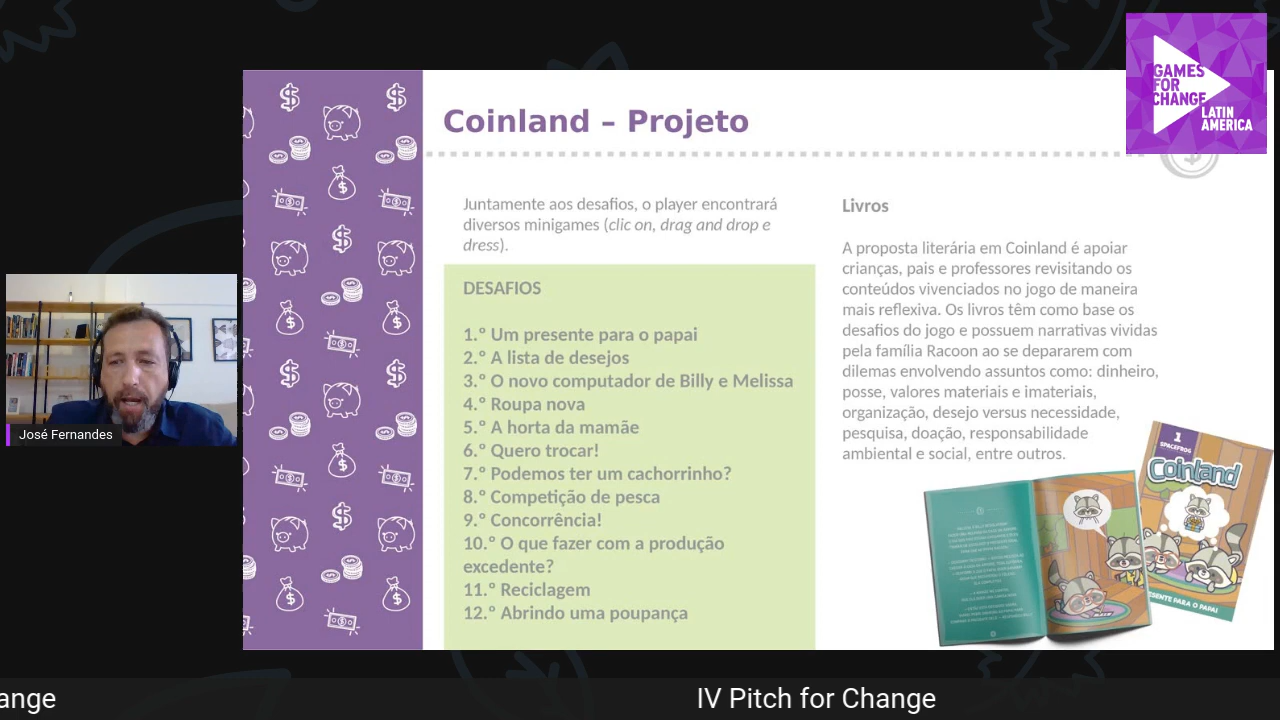 GAMES
FOR
CHANGE
LATIN
AMERICA
Coinland – Projeto
Juntamente aos desafios, o player encontrará
diversos minigames (clic on, drag and drop e
dress).
DESAFIOS
1.º Um presente para o papai
2.º A lista de desejos
3.º O novo computador de Billy e Melissa
4.º Roupa nova
5.º A horta da mamãe
6.º Quero trocar!
7.º Podemos ter um cachorrinho?
8.º Competição de pesca
9.º Concorrência!
10.º O que fazer com a produção
excedente?
11.º Reciclagem
12.º Abrindo uma poupança
Livros
A proposta literária em Coinland é apoiar
crianças, pais e professores revisitando os
conteúdos vivenciados no jogo de maneira
mais reflexiva. Os livros têm como base os
desafios do jogo e possuem narrativas vividas
pela família Racoon ao se depararem com
dilemas envolvendo assuntos como: dinheiro,
posse, valores materiais e imateriais,
organização, desejo versus necessidade,
pesquisa, doação, responsabilidade
ambiental e social, entre outros.
1
SPACEFROG
Coinland
ESENTE PARA O PAPAI
José Fernandes
ange
IV Pitch for Change